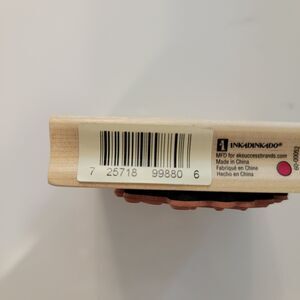 7 25718 99880 6
INKADINKADO®
MFD for eksuccessbrands.com
Made in China
Fabriqué en Chine
Hecho en China
60-00063